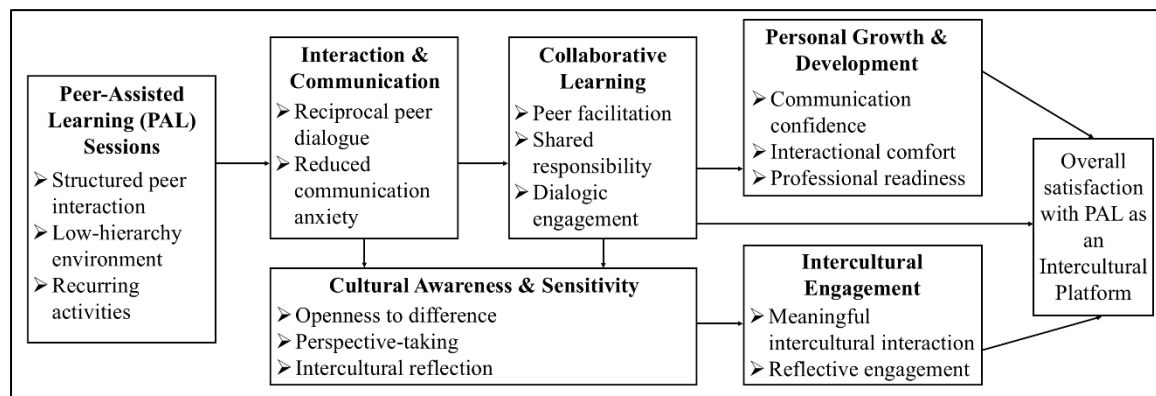 Peer-Assisted
Learning (PAL)
Sessions
➢ Structured peer
interaction
➢ Low-hierarchy
environment
➢ Recurring
activities
Interaction &
Communication
➢ Reciprocal peer
dialogue
➢ Reduced
communication
anxiety
Collaborative
Learning
➢ Peer facilitation
➢ Shared
responsibility
➢ Dialogic
engagement
Personal Growth &
Development
➢ Communication
confidence
➢ Interactional comfort
➢ Professional readiness
Cultural Awareness & Sensitivity
➢ Openness to difference
➢ Perspective-taking
➢ Intercultural reflection
Intercultural
Engagement
➢ Meaningful
intercultural interaction
➢ Reflective engagement
Overall
satisfaction
with PAL as
an
Intercultural
Platform